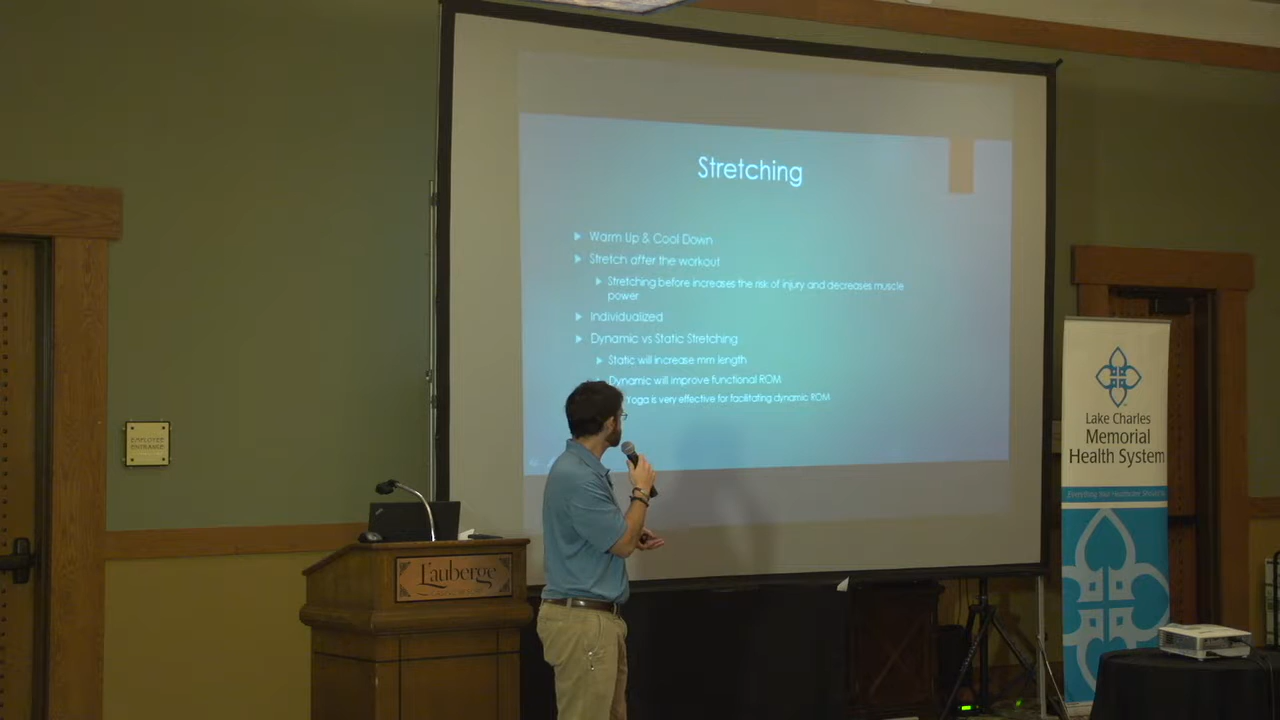 Stretching
Warm Up & Cool Down
Stretch after the workout
Stretching before increases the risk of injury and decreases muscle
power
Individualized
Dynamic vs Static Stretching
Static will increase mm length
Dynamic will improve functional ROM
Yoga is very effective for facilitating dynamic ROM
EMPLOYEE
ENTRANCE
L'auberge
Lake Charles
Memorial
Health System